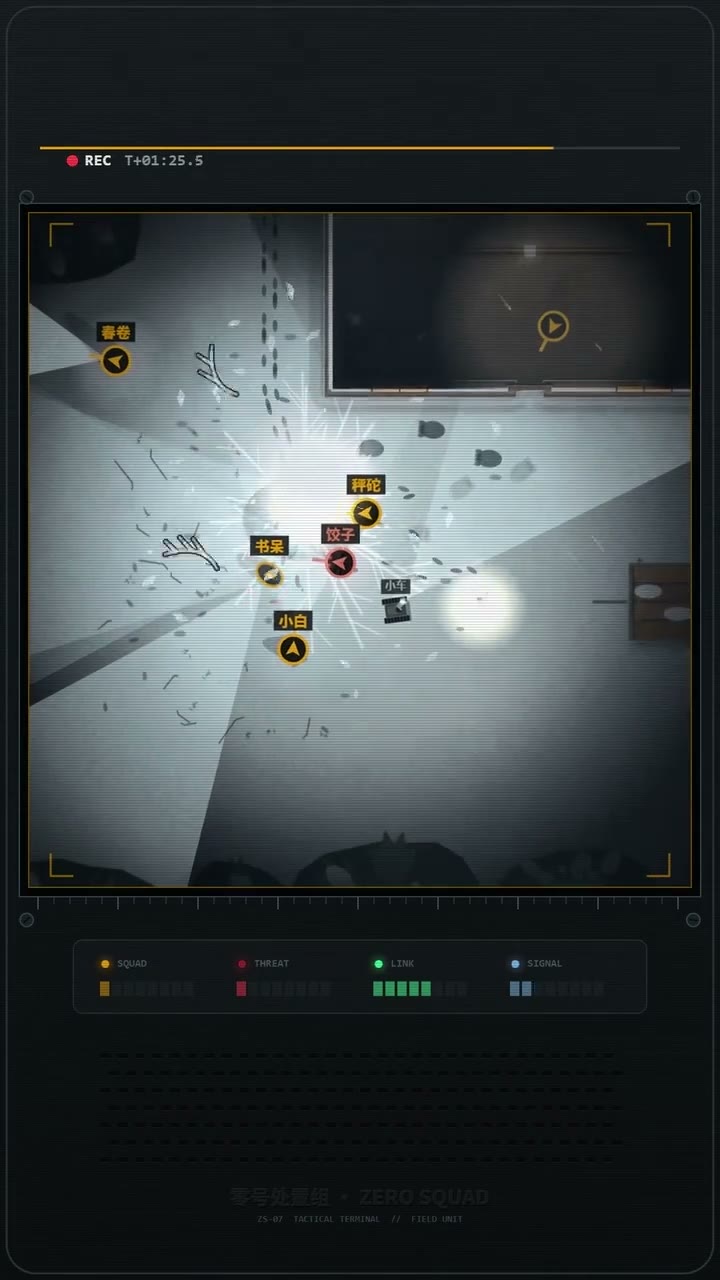 REC T+01:25.5
春卷
秤砣
饺子
书呆
小车
小白
SQUAD THREAT LINK SIGNAL
零号处置组 · ZERO SQUAD
ZS-07 TACTICAL TERMINAL // FIELD UNIT